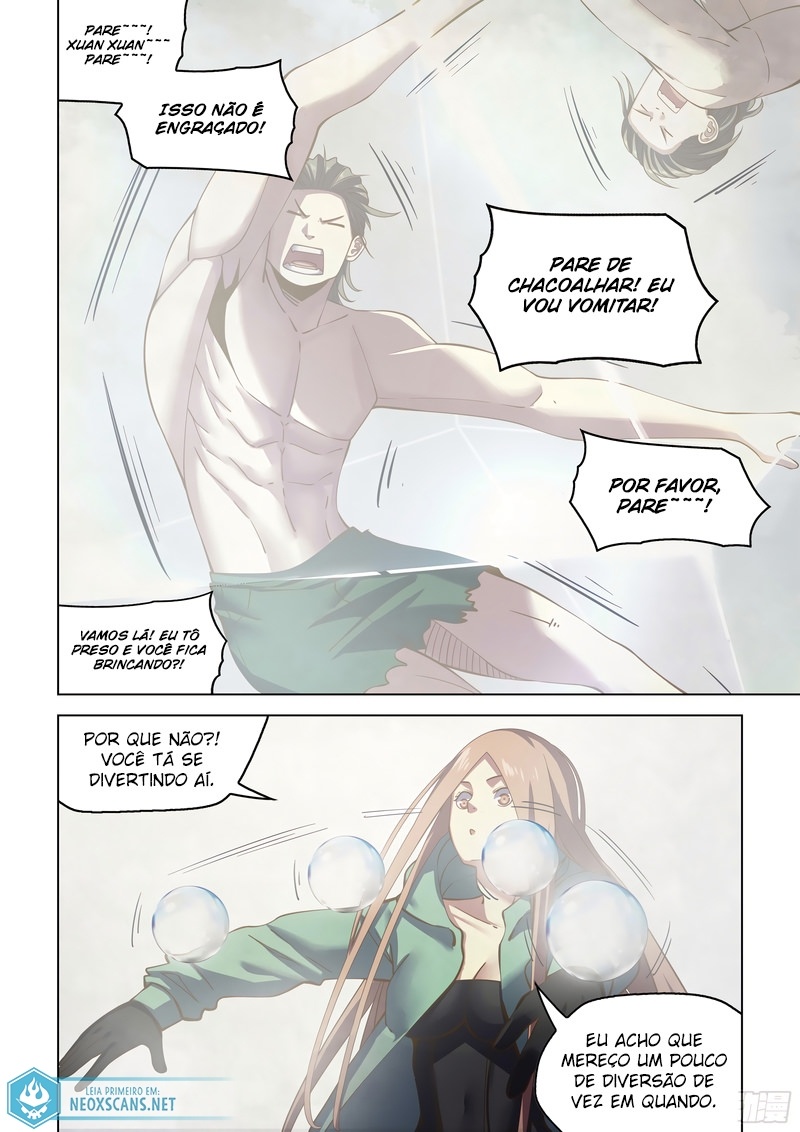 PARE~~~!
XUAN XUAN~~~
PARE~~~!
ISSO NÃO É
ENGRAÇADO!
PARE DE
CHACOALHAR! EU
VOU VOMITAR!
POR FAVOR,
PARE~~~!
VAMOS LÁ! EU TÔ
PRESO E VOCÊ FICA
BRINCANDO?!
POR QUE NÃO?!
VOCÊ TÁ SE
DIVERTINDO AÍ.
EU ACHO QUE
MEREÇO UM POUCO
DE DIVERSÃO DE
VEZ EM QUANDO.
LEIA PRIMEIRO EM:
NEOXSCANS.NET
动漫